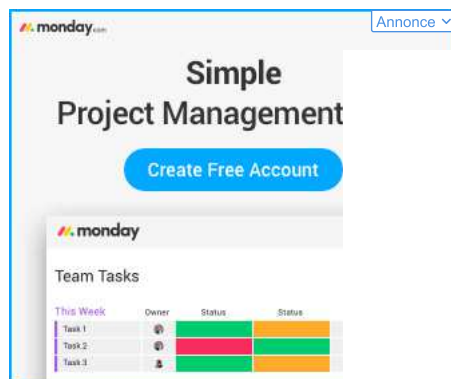 monday.com
Annonce
Simple
Project Management
Create Free Account
monday
Team Tasks
This Week Owner Status Status
Task 1
Task 2
Task 3